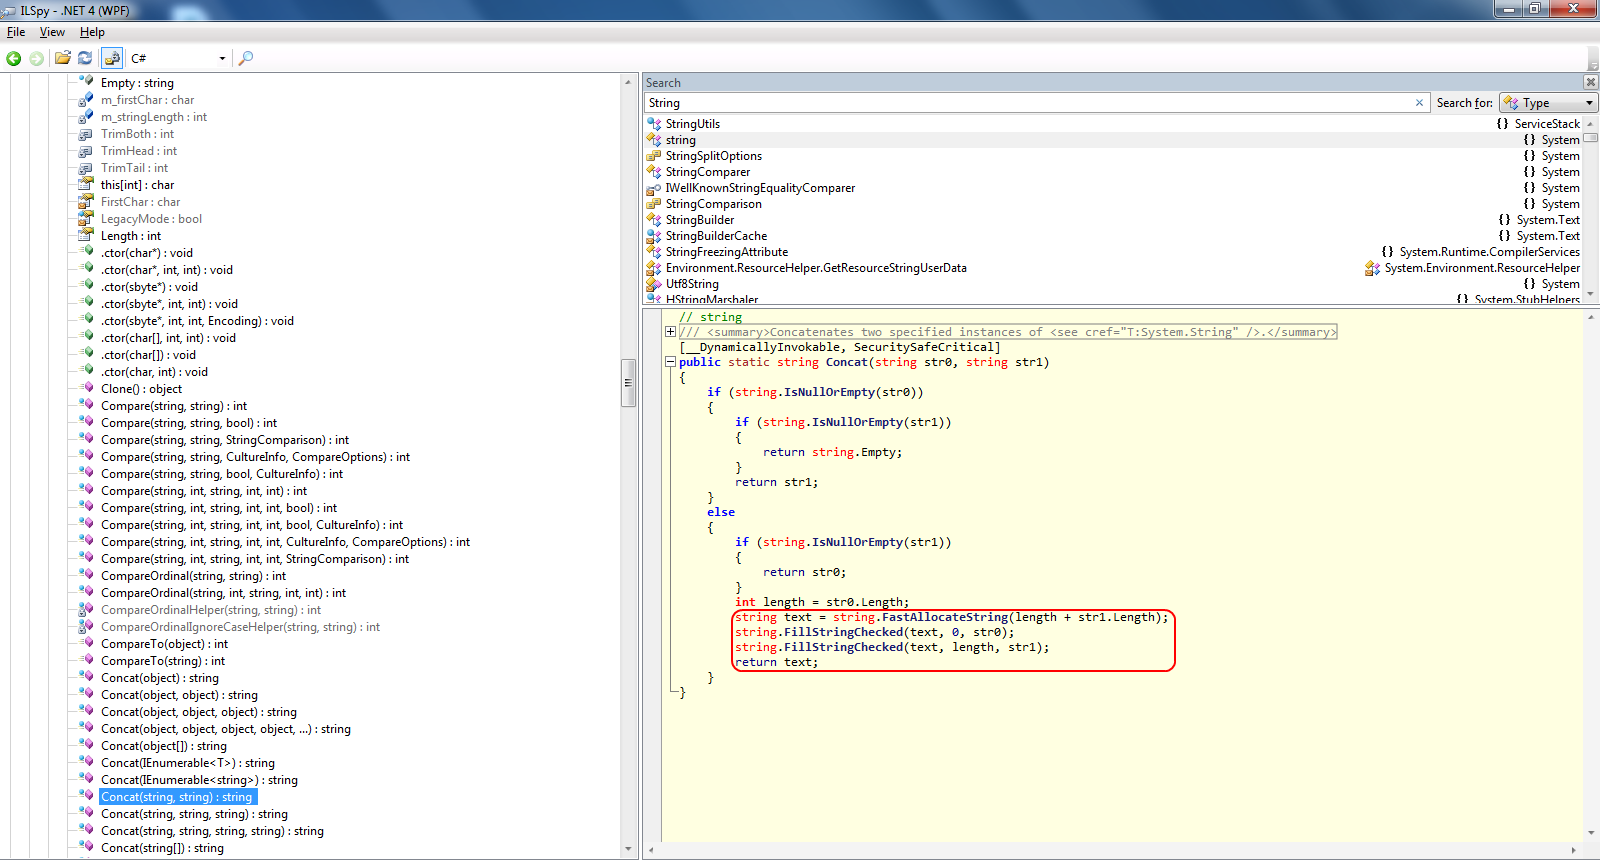 ILSpy - .NET 4 (WPF)
File View Help
C#
Empty : string
m_firstChar : char
m_stringLength : int
TrimBoth : int
TrimHead : int
TrimTail : int
this[int] : char
FirstChar : char
LegacyMode : bool
Length : int
.ctor(char*) : void
.ctor(char*, int, int) : void
.ctor(sbyte*) : void
.ctor(sbyte*, int, int) : void
.ctor(sbyte*, int, int, Encoding) : void
.ctor(char[], int, int) : void
.ctor(char[]) : void
.ctor(char, int) : void
Clone() : object
Compare(string, string) : int
Compare(string, string, bool) : int
Compare(string, string, StringComparison) : int
Compare(string, string, CultureInfo, CompareOptions) : int
Compare(string, string, bool, CultureInfo) : int
Compare(string, int, string, int, int) : int
Compare(string, int, string, int, int, bool) : int
Compare(string, int, string, int, int, bool, CultureInfo) : int
Compare(string, int, string, int, int, CultureInfo, CompareOptions) : int
Compare(string, int, string, int, int, StringComparison) : int
CompareOrdinal(string, string) : int
CompareOrdinal(string, int, string, int, int) : int
CompareOrdinalHelper(string, string) : int
CompareOrdinalIgnoreCaseHelper(string, string) : int
CompareTo(object) : int
CompareTo(string) : int
Concat(object) : string
Concat(object, object) : string
Concat(object, object, object) : string
Concat(object, object, object, object, ...) : string
Concat(object[]) : string
Concat(IEnumerable<T>) : string
Concat(IEnumerable<string>) : string
Concat(string, string) : string
Concat(string, string, string) : string
Concat(string, string, string, string) : string
Concat(string[]) : string
Search
String Search for: Type
StringUtils {} ServiceStack
string {} System
StringSplitOptions {} System
StringComparer {} System
IWellKnownStringEqualityComparer {} System
StringComparison {} System
StringBuilder {} System.Text
StringBuilderCache {} System.Text
StringFreezingAttribute {} System.Runtime.CompilerServices
Environment.ResourceHelper.GetResourceStringUserData System.Environment.ResourceHelper
Utf8String {} System
HStringMarshaler {} System.StubHelpers
// string
/// <summary>Concatenates two specified instances of <see cref="T:System.String" />.</summary>
[__DynamicallyInvokable, SecuritySafeCritical]
public static string Concat(string str0, string str1)
{
if (string.IsNullOrEmpty(str0))
{
if (string.IsNullOrEmpty(str1))
{
return string.Empty;
}
return str1;
}
else
{
if (string.IsNullOrEmpty(str1))
{
return str0;
}
int length = str0.Length;
string text = string.FastAllocateString(length + str1.Length);
string.FillStringChecked(text, 0, str0);
string.FillStringChecked(text, length, str1);
return text;
}
}